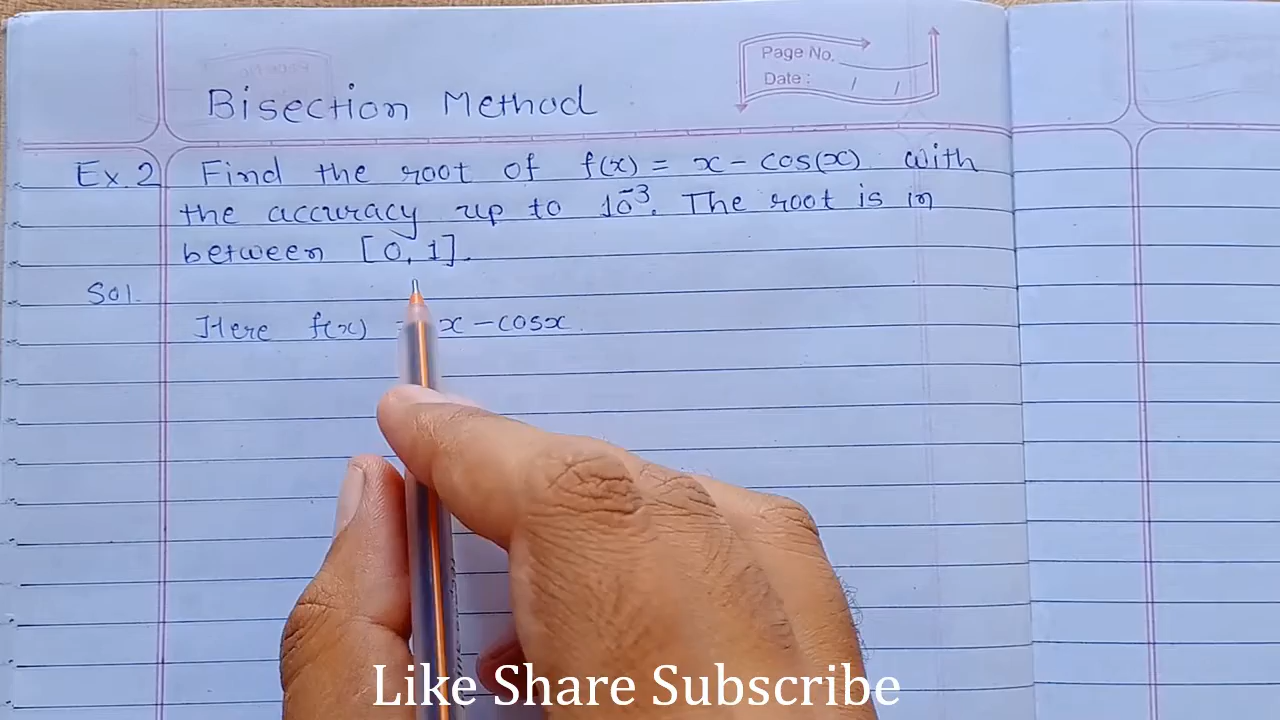 Page No.
Date : / /
Bisection Method
Ex.2 Find the root of f(x) = x - cos(x) with
the accuracy up to 10⁻³. The root is in
between [0, 1].
Sol.
Here f(x) = x - cosx.
Like Share Subscribe